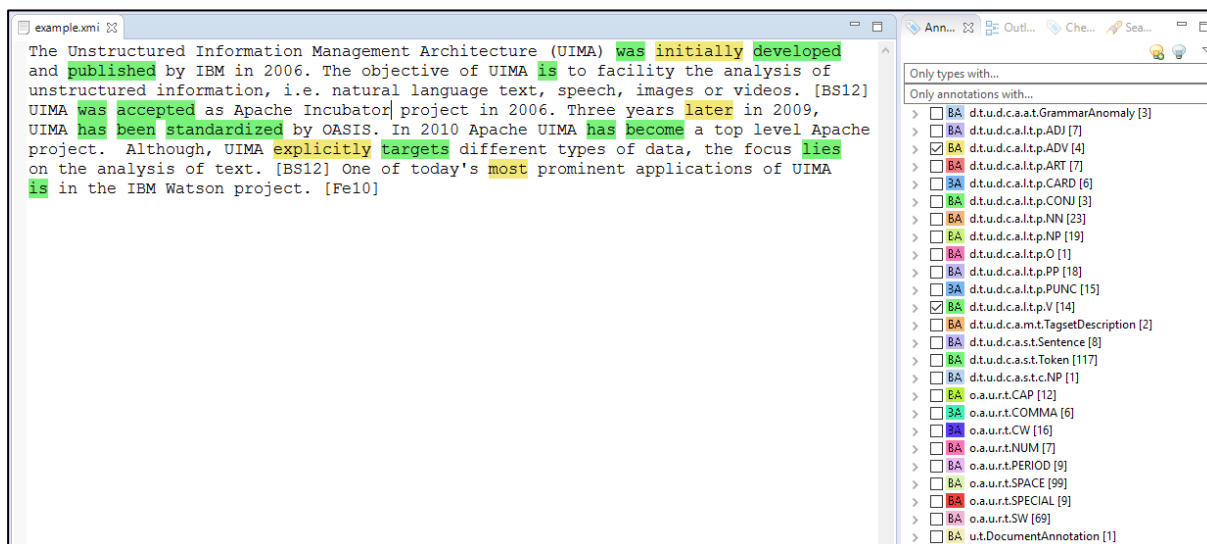 example.xmi
The Unstructured Information Management Architecture (UIMA) was initially developed
and published by IBM in 2006. The objective of UIMA is to facility the analysis of
unstructured information, i.e. natural language text, speech, images or videos. [BS12]
UIMA was accepted as Apache Incubator project in 2006. Three years later in 2009,
UIMA has been standardized by OASIS. In 2010 Apache UIMA has become a top level Apache
project.  Although, UIMA explicitly targets different types of data, the focus lies
on the analysis of text. [BS12] One of today's most prominent applications of UIMA
is in the IBM Watson project. [Fe10]
Ann... Outl... Che... Sea...
Only types with...
Only annotations with...
BA d.t.u.d.c.a.a.t.GrammarAnomaly [3]
BA d.t.u.d.c.a.l.t.p.ADJ [7]
BA d.t.u.d.c.a.l.t.p.ADV [4]
BA d.t.u.d.c.a.l.t.p.ART [7]
BA d.t.u.d.c.a.l.t.p.CARD [6]
BA d.t.u.d.c.a.l.t.p.CONJ [3]
BA d.t.u.d.c.a.l.t.p.NN [23]
BA d.t.u.d.c.a.l.t.p.NP [19]
BA d.t.u.d.c.a.l.t.p.O [1]
BA d.t.u.d.c.a.l.t.p.PP [18]
BA d.t.u.d.c.a.l.t.p.PUNC [15]
BA d.t.u.d.c.a.l.t.p.V [14]
BA d.t.u.d.c.a.m.t.TagsetDescription [2]
BA d.t.u.d.c.a.s.t.Sentence [8]
BA d.t.u.d.c.a.s.t.Token [117]
BA d.t.u.d.c.a.s.t.c.NP [1]
BA o.a.u.r.t.CAP [12]
BA o.a.u.r.t.COMMA [6]
BA o.a.u.r.t.CW [16]
BA o.a.u.r.t.NUM [7]
BA o.a.u.r.t.PERIOD [9]
BA o.a.u.r.t.SPACE [99]
BA o.a.u.r.t.SPECIAL [9]
BA o.a.u.r.t.SW [69]
BA u.t.DocumentAnnotation [1]